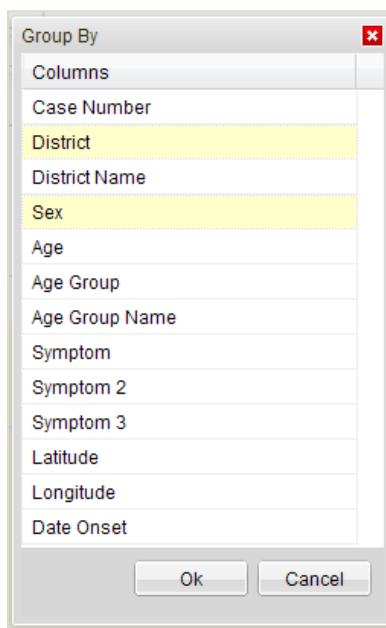 Group By
Columns
Case Number
District
District Name
Sex
Age
Age Group
Age Group Name
Symptom
Symptom 2
Symptom 3
Latitude
Longitude
Date Onset
Ok Cancel